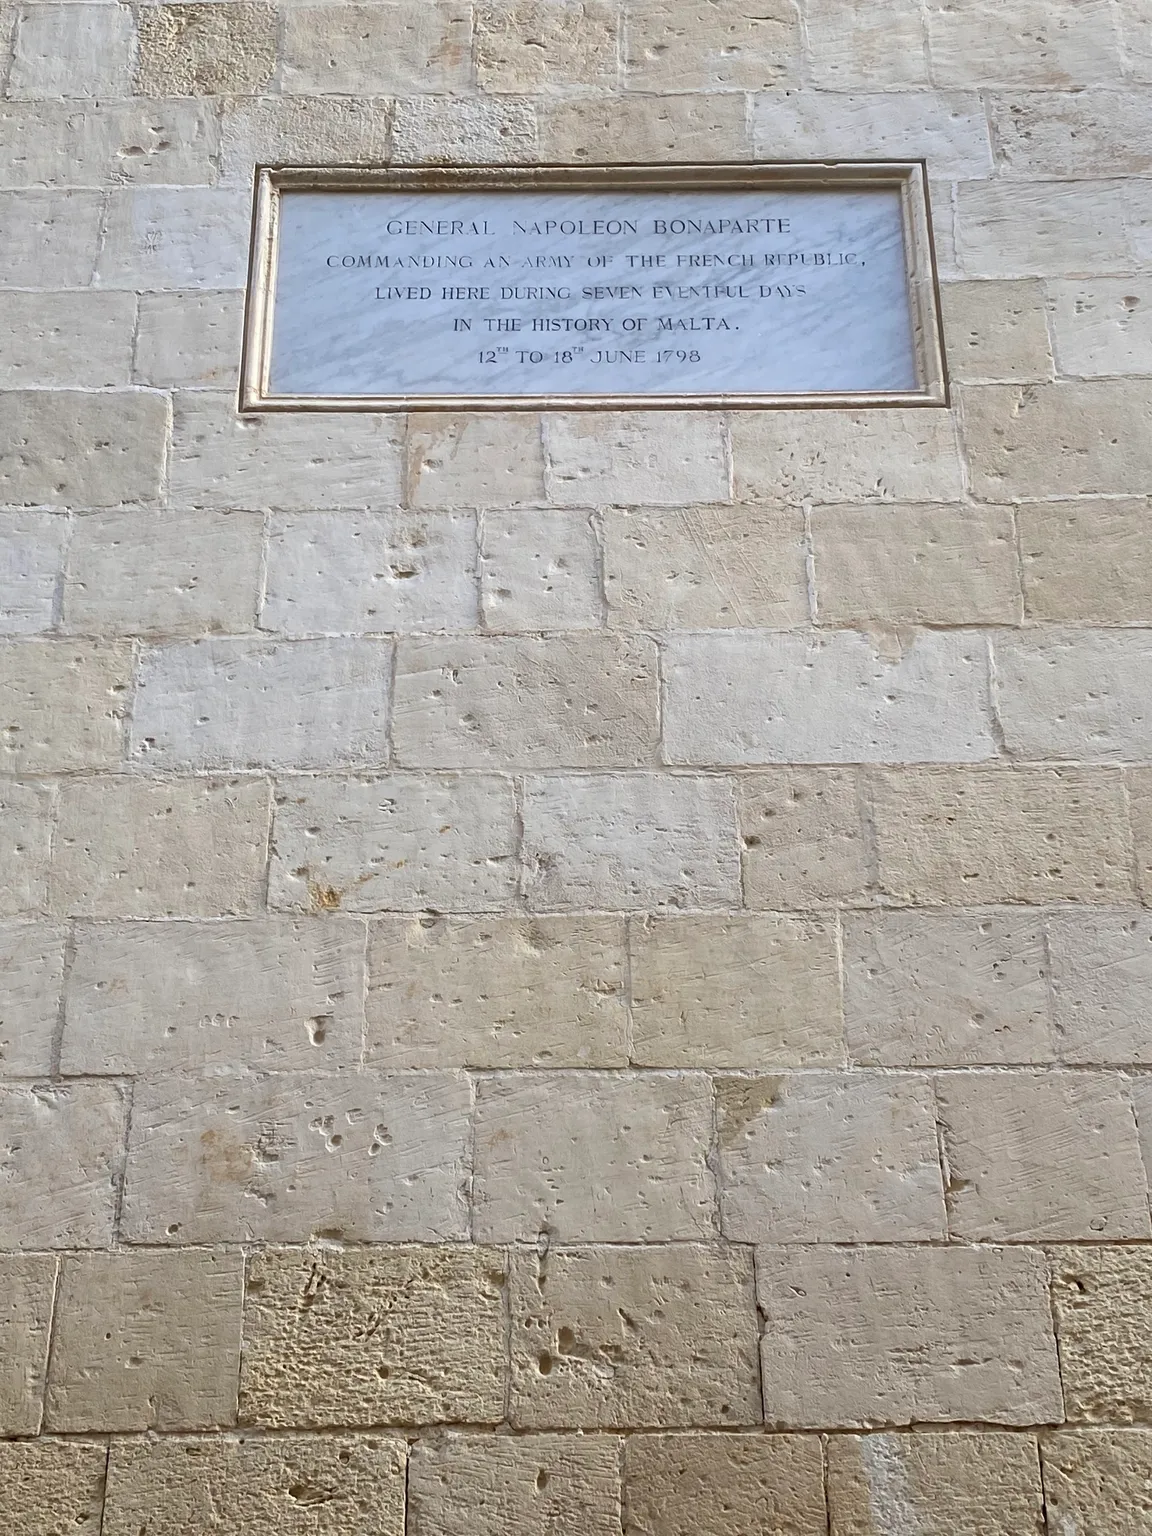 GENERAL NAPOLEON BONAPARTE
COMMANDING AN ARMY OF THE FRENCH REPUBLIC,
LIVED HERE DURING SEVEN EVENTFUL DAYS
IN THE HISTORY OF MALTA.
12TH TO 18TH JUNE 1798